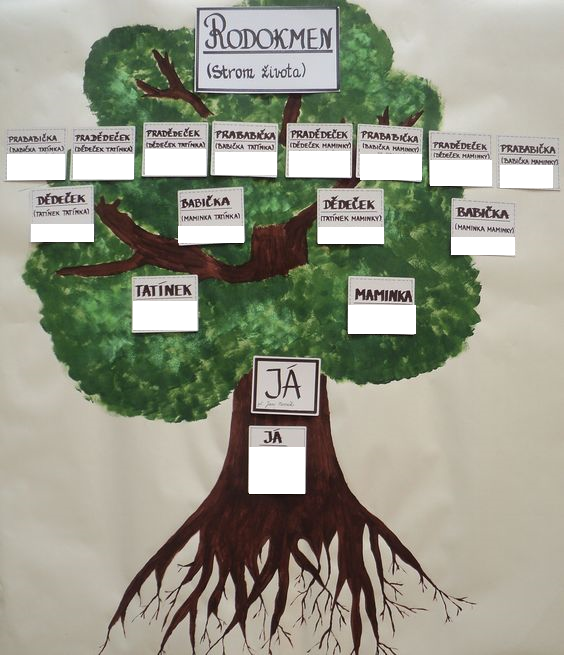 RODOKMEN
(Strom života)
PRABABIČKA
(BABIČKA TATÍNKA)
PRADĚDEČEK
(DĚDEČEK TATÍNKA)
PRADĚDEČEK
(DĚDEČEK TATÍNKA)
PRABABIČKA
(BABIČKA TATÍNKA)
PRADĚDEČEK
(DĚDEČEK MAMINKY)
PRABABIČKA
(BABIČKA MAMINKY)
PRADĚDEČEK
(DĚDEČEK MAMINKY)
PRABABIČKA
(BABIČKA MAMINKY)
DĚDEČEK
(TATÍNEK TATÍNKA)
BABIČKA
(MAMINKA TATÍNKA)
DĚDEČEK
(TATÍNEK MAMINKY)
BABIČKA
(MAMINKA MAMINKY)
TATÍNEK
MAMINKA
JÁ
JÁ